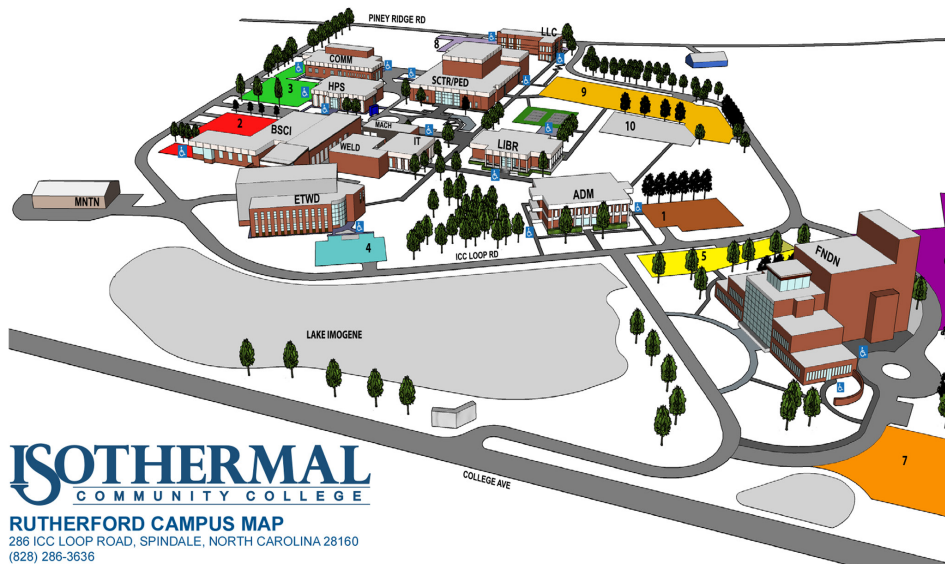 PINEY RIDGE RD
LLC
8
COMM
SCTR/PED
3
HPS
9
2
MACH
10
BSCI
IT
WELD
LIBR
MNTN
ETWD
ADM
1
4
ICC LOOP RD
5
FNDN
LAKE IMOGENE
7
COLLEGE AVE
ISOTHERMAL
COMMUNITY COLLEGE
RUTHERFORD CAMPUS MAP
286 ICC LOOP ROAD, SPINDALE, NORTH CAROLINA 28160
(828) 286-3636